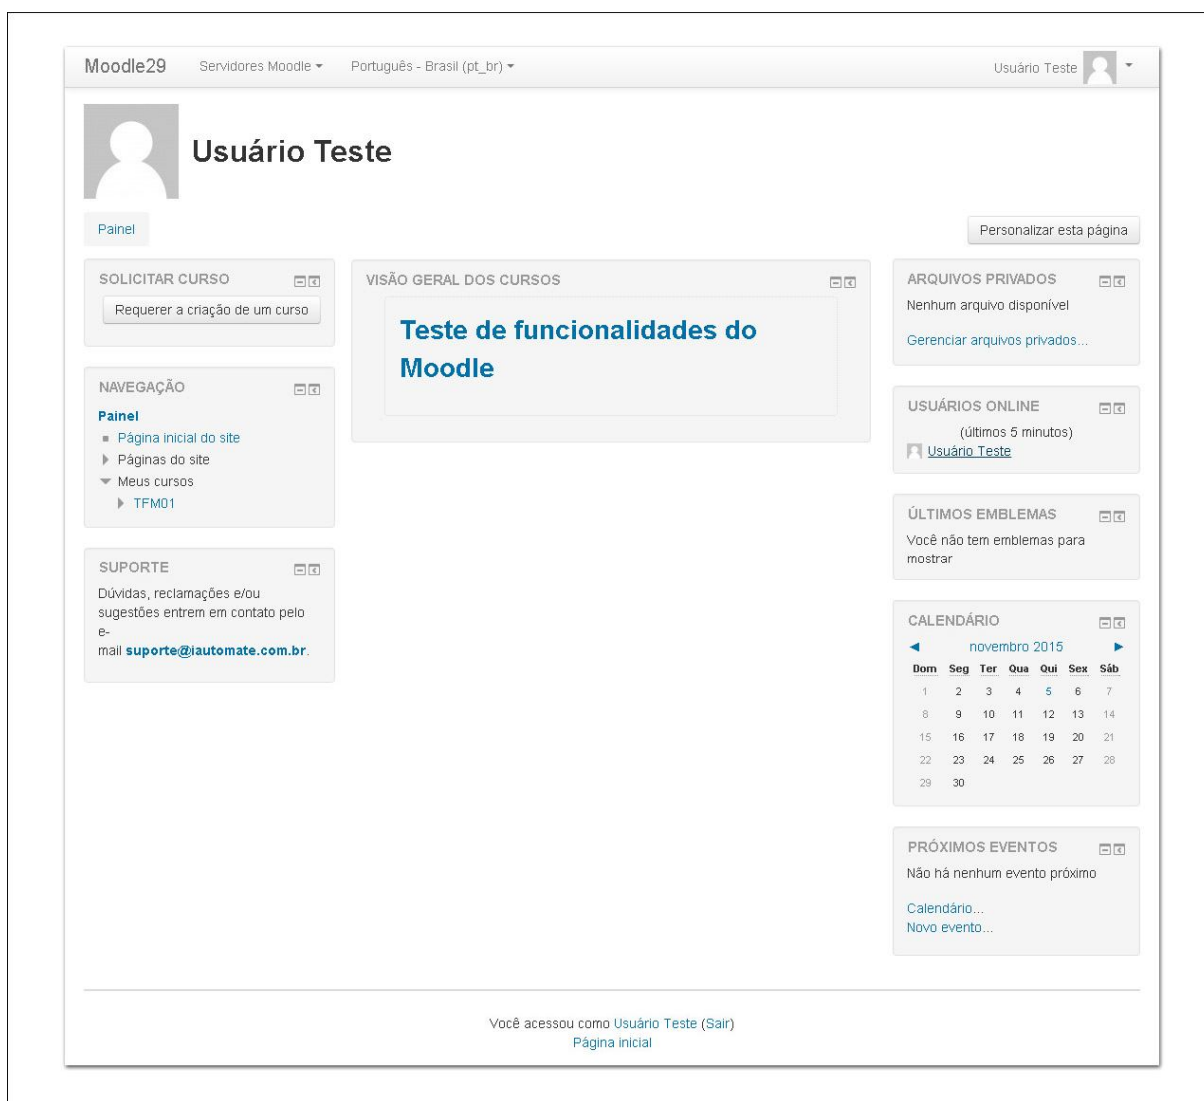 Moodle29 Servidores Moodle Português - Brasil (pt_br) Usuário Teste
Usuário Teste
Painel
Personalizar esta página
SOLICITAR CURSO
Requerer a criação de um curso
NAVEGAÇÃO
Painel
Página inicial do site
Páginas do site
Meus cursos
TFM01
SUPORTE
Dúvidas, reclamações e/ou
sugestões entrem em contato pelo
e-
mail suporte@iautomate.com.br.
VISÃO GERAL DOS CURSOS
Teste de funcionalidades do
Moodle
ARQUIVOS PRIVADOS
Nenhum arquivo disponível
Gerenciar arquivos privados...
USUÁRIOS ONLINE
(últimos 5 minutos)
Usuário Teste
ÚLTIMOS EMBLEMAS
Você não tem emblemas para
mostrar
CALENDÁRIO
◄ novembro 2015 ►
Dom Seg Ter Qua Qui Sex Sáb
1 2 3 4 5 6 7
8 9 10 11 12 13 14
15 16 17 18 19 20 21
22 23 24 25 26 27 28
29 30
PRÓXIMOS EVENTOS
Não há nenhum evento próximo
Calendário...
Novo evento...
Você acessou como Usuário Teste (Sair)
Página inicial